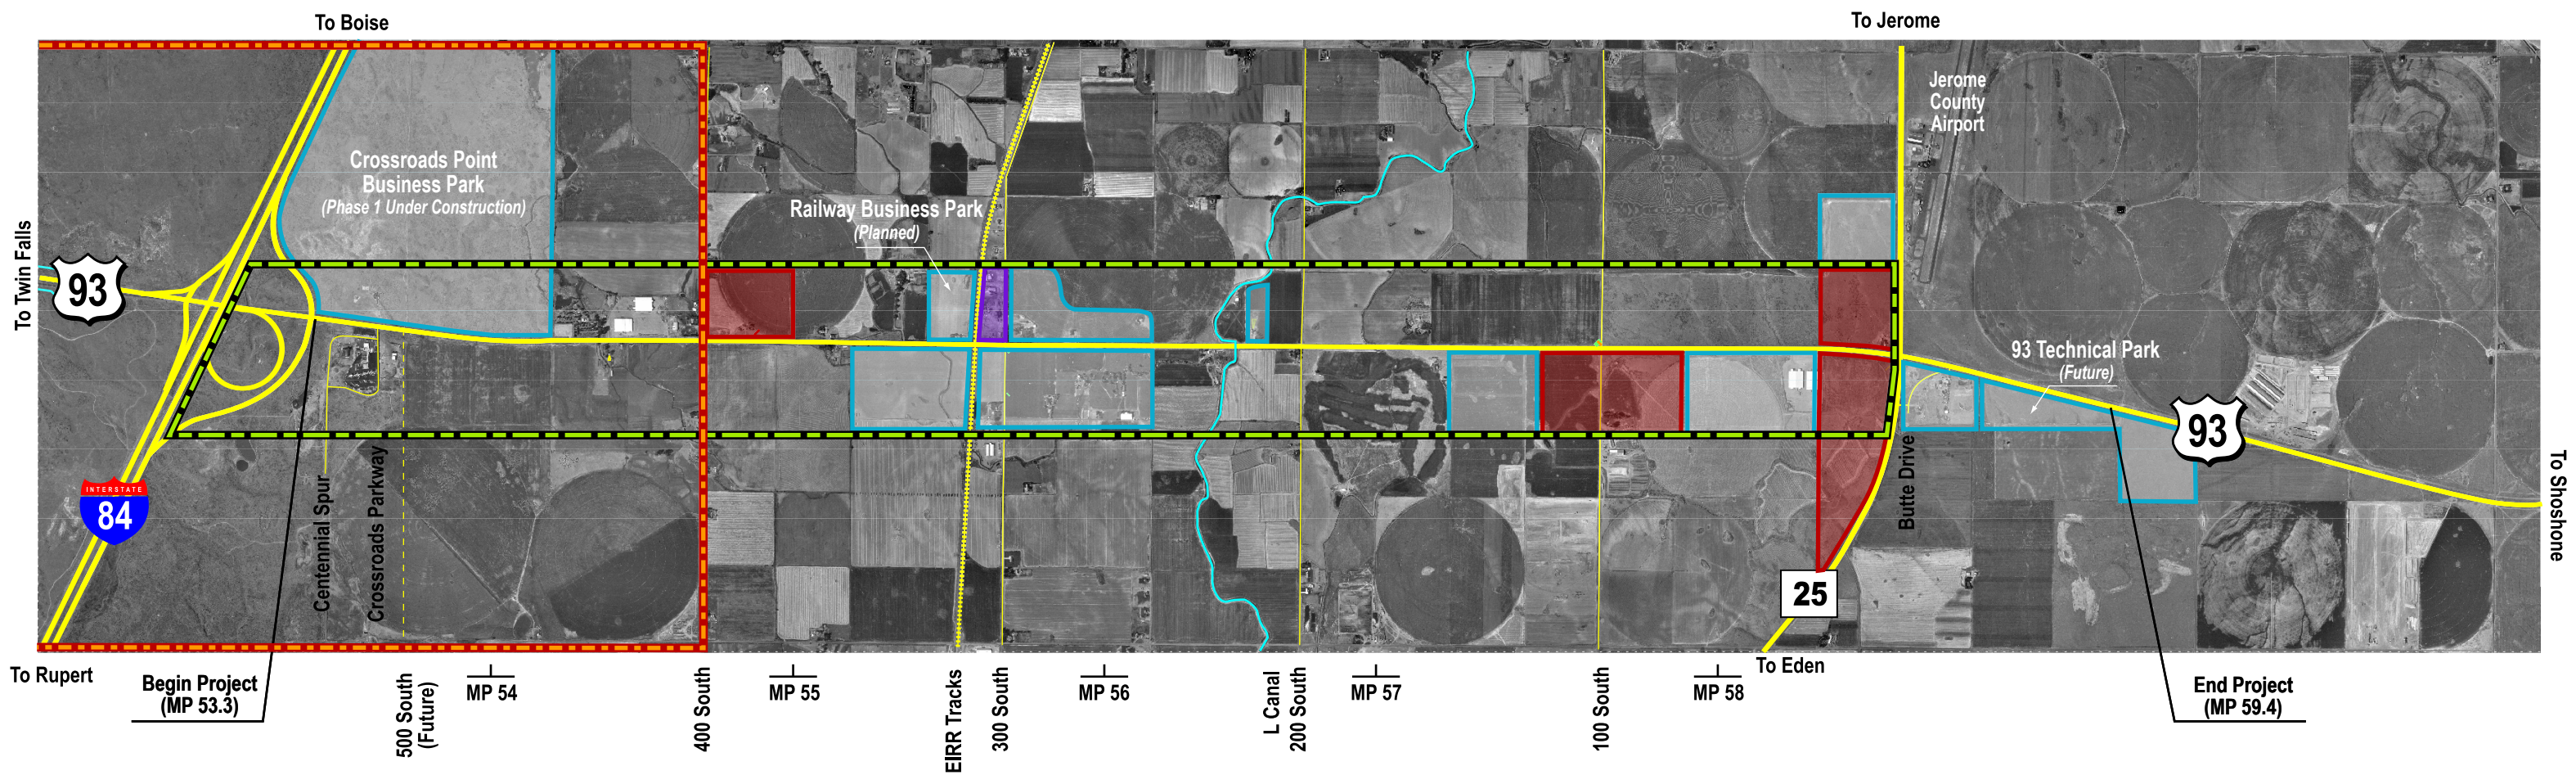 To Boise
To Jerome
Jerome
County
Airport
Crossroads Point
Business Park
(Phase 1 Under Construction)
Railway Business Park
(Planned)
To Twin Falls
93
93 Technical Park
(Future)
93
To Shoshone
INTERSTATE
84
Centennial Spur
Crossroads Parkway
Butte Drive
25
To Rupert
Begin Project
(MP 53.3)
500 South
(Future)
MP 54
400 South
MP 55
EIRR Tracks
300 South
MP 56
L Canal
200 South
MP 57
100 South
MP 58
To Eden
End Project
(MP 59.4)